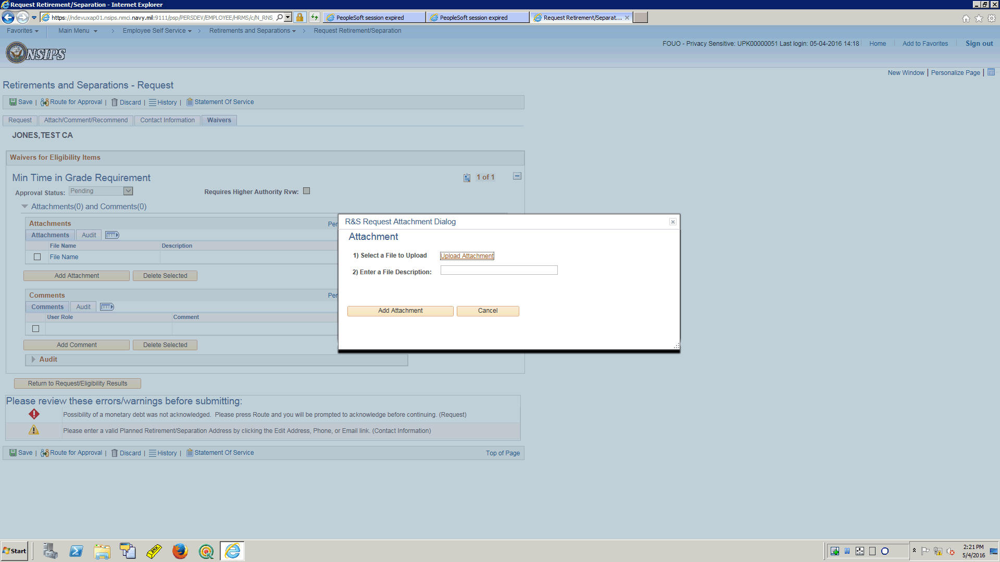 Request Retirement/Separation - Internet Explorer
https://ndevuxap01.nsips.nmci.navy.mil:9111/psp/PERSDEV/EMPLOYEE/HRMS/c/N_RNS_
PeopleSoft session expired
PeopleSoft session expired
Request Retirement/Separat...
Favorites
Main Menu
Employee Self Service
Retirements and Separations
Request Retirement/Separation
FOUO - Privacy Sensitive: UPK00000051 Last login: 05-04-2016 14:18
Home
Add to Favorites
Sign out
NSIPS
New Window | Personalize Page |
Retirements and Separations - Request
Save | Route for Approval | Discard | History | Statement Of Service
Request
Attach/Comment/Recommend
Contact Information
Waivers
JONES,TEST CA
Waivers for Eligibility Items
Min Time in Grade Requirement
1 of 1
Approval Status: Pending
Requires Higher Authority Rvw:
Attachments(0) and Comments(0)
Attachments
Per
Attachments
Audit
File Name
Description
File Name
Add Attachment
Delete Selected
Comments
Per
Comments
Audit
User Role
Comment
Add Comment
Delete Selected
Audit
R&S Request Attachment Dialog
Attachment
1) Select a File to Upload
Upload Attachment
2) Enter a File Description:
Add Attachment
Cancel
Return to Request/Eligibility Results
Please review these errors/warnings before submitting:
Possibility of a monetary debt was not acknowledged. Please press Route and you will be prompted to acknowledge before continuing. (Request)
Please enter a valid Planned Retirement/Separation Address by clicking the Edit Address, Phone, or Email link. (Contact Information)
Save | Route for Approval | Discard | History | Statement Of Service
Top of Page
Start
2:21 PM
5/4/2016